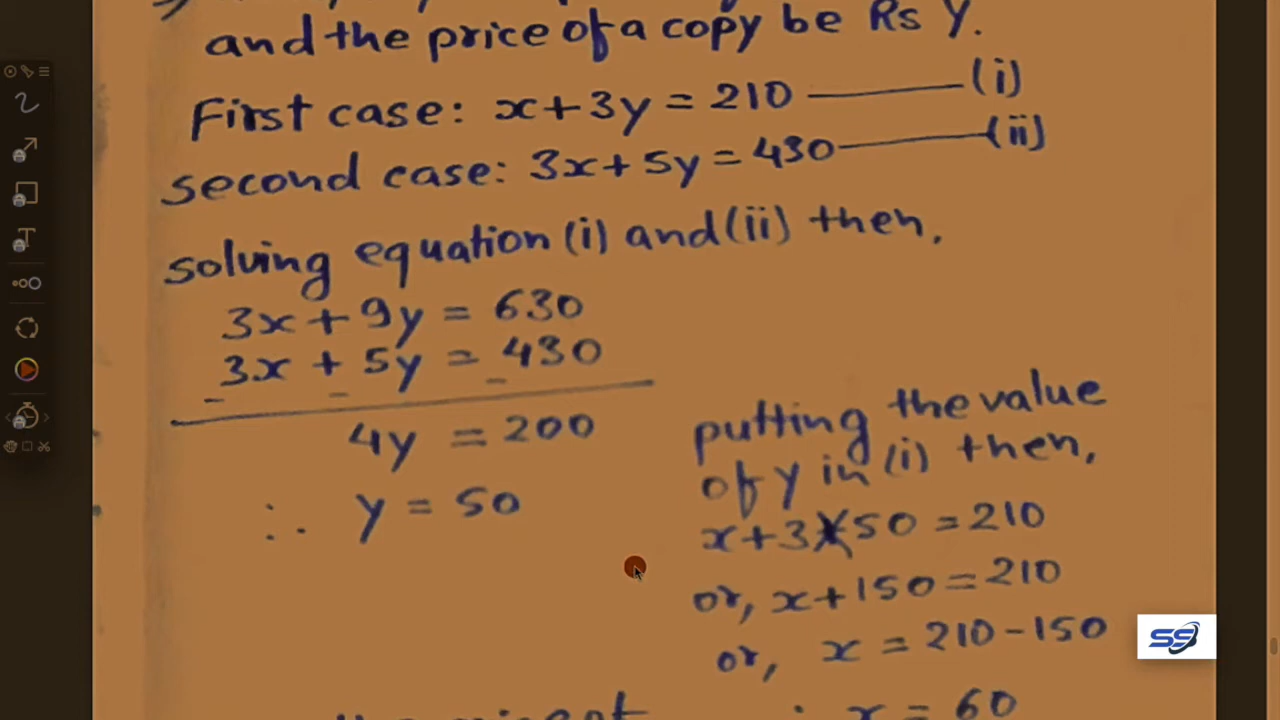 and the price of a copy be Rs y.
First case: x+3y = 210 ——— (i)
second case: 3x+5y = 430 ——— (ii)
solving equation (i) and (ii) then,
3x + 9y = 630
3x + 5y = 430
- - -
4y = 200
∴ y = 50
putting the value
of y in (i) then,
x+3×50 = 210
or, x+150 = 210
or, x = 210-150
∴ x = 60
SS